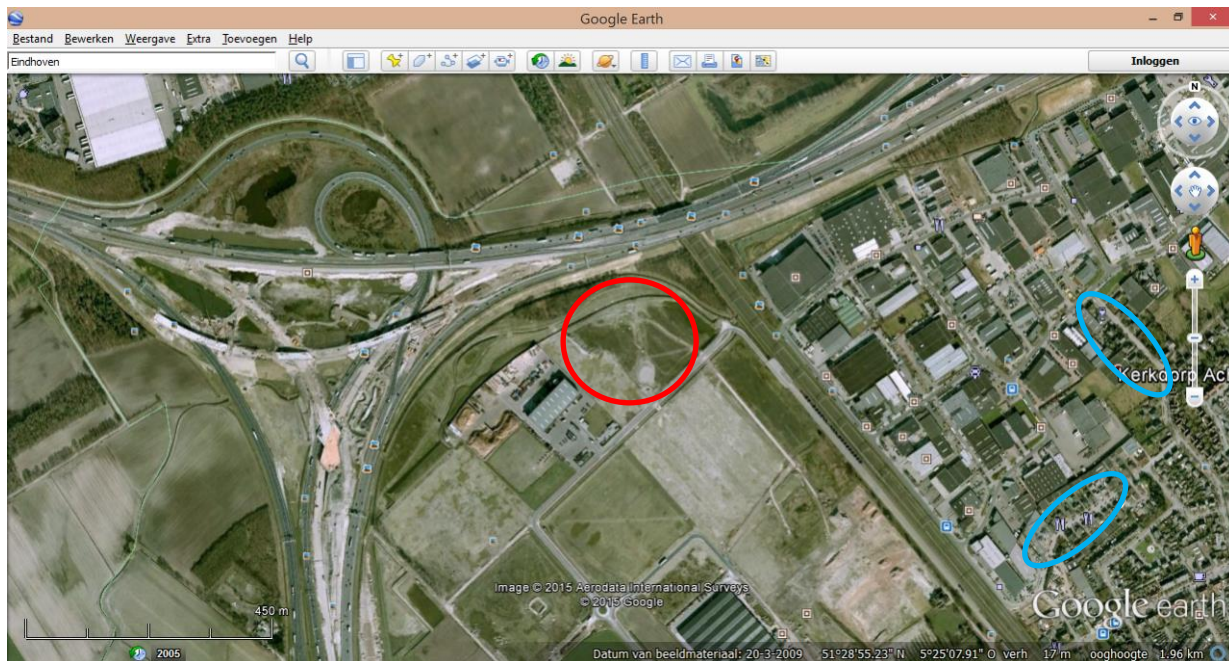 Google Earth
Bestand Bewerken Weergave Extra Toevoegen Help
Eindhoven
Inloggen
N
Kerkdorp Ach
Image © 2015 Aerodata International Surveys
© 2015 Google
Google earth
450 m
2005
Datum van beeldmateriaal: 20-3-2009 51°28'55.23" N 5°25'07.91" O verh 17 m ooghoogte 1.96 km